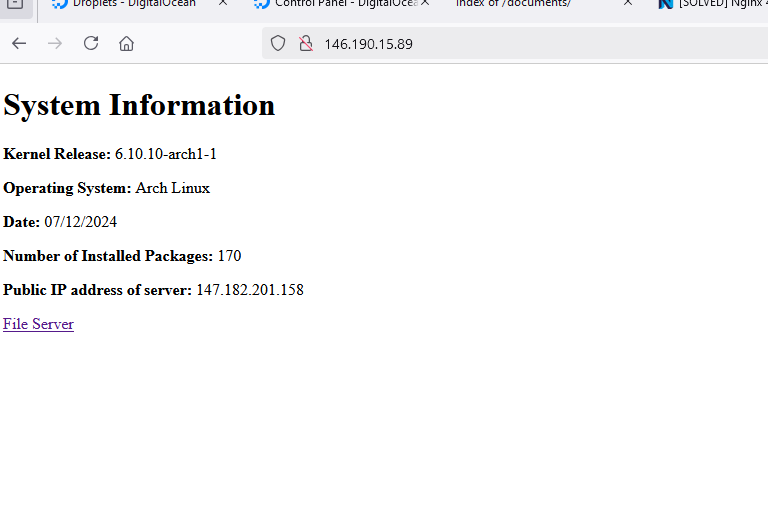 Droplets - DigitalOcean
Control Panel - DigitalOcea
Index of /documents/
[SOLVED] Nginx
146.190.15.89
System Information
Kernel Release: 6.10.10-arch1-1
Operating System: Arch Linux
Date: 07/12/2024
Number of Installed Packages: 170
Public IP address of server: 147.182.201.158
File Server